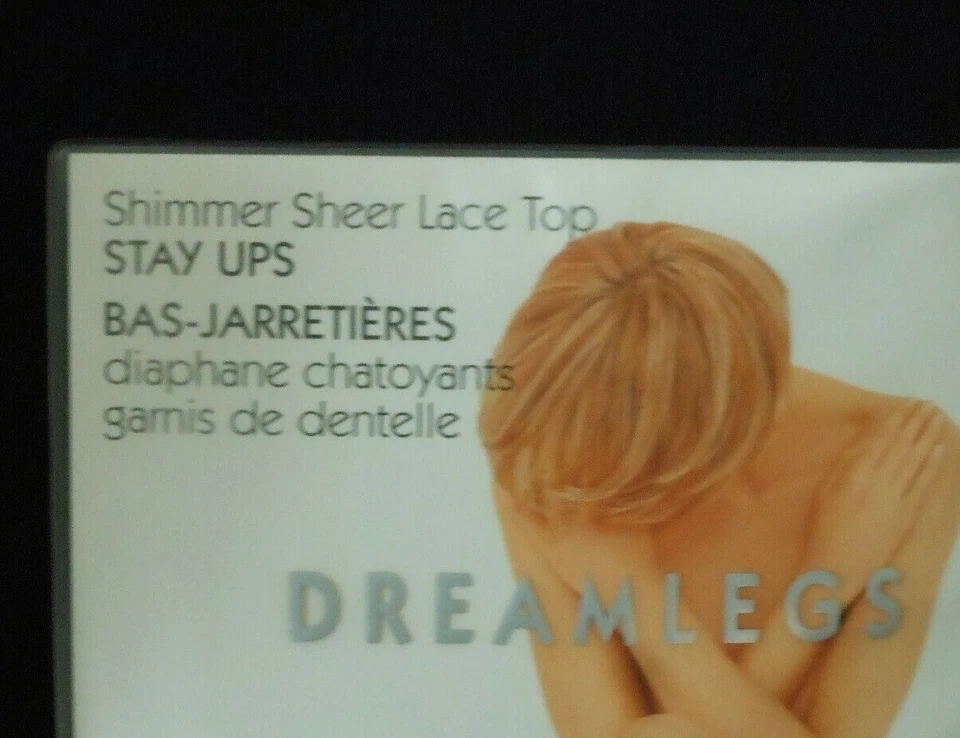 Shimmer Sheer Lace Top
STAY UPS
BAS-JARRETIÈRES
diaphane chatoyants
garnis de dentelle
DREAMLEGS